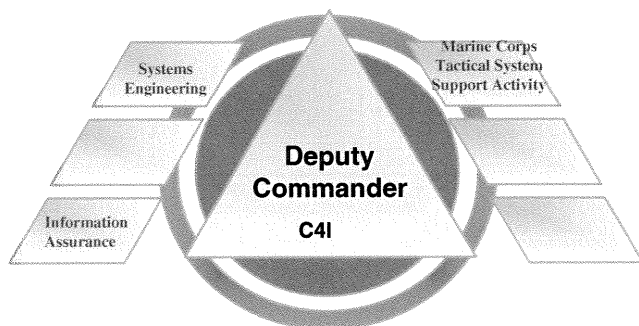 Systems
Engineering
Marine Corps
Tactical System
Support Activity
Deputy
Commander
C4I
Information
Assurance